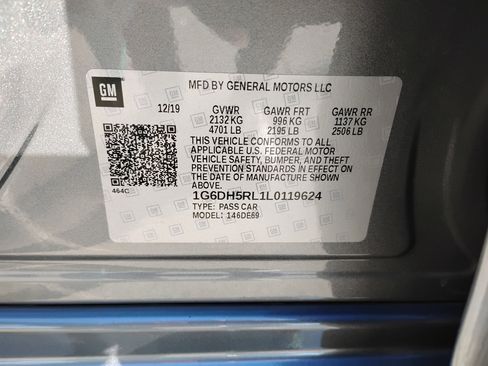 GM
MFD BY GENERAL MOTORS LLC
12/19 GVWR GAWR FRT GAWR RR
2132 KG 996 KG 1137 KG
4701 LB 2195 LB 2506 LB
THIS VEHICLE CONFORMS TO ALL
APPLICABLE U.S. FEDERAL MOTOR
VEHICLE SAFETY, BUMPER, AND THEFT
PREVENTION STANDARDS IN EFFECT ON
THE DATE OF MANUFACTURE SHOWN
ABOVE.
464C
1G6DH5RL1L0119624
TYPE: PASS CAR
MODEL: 146DE69